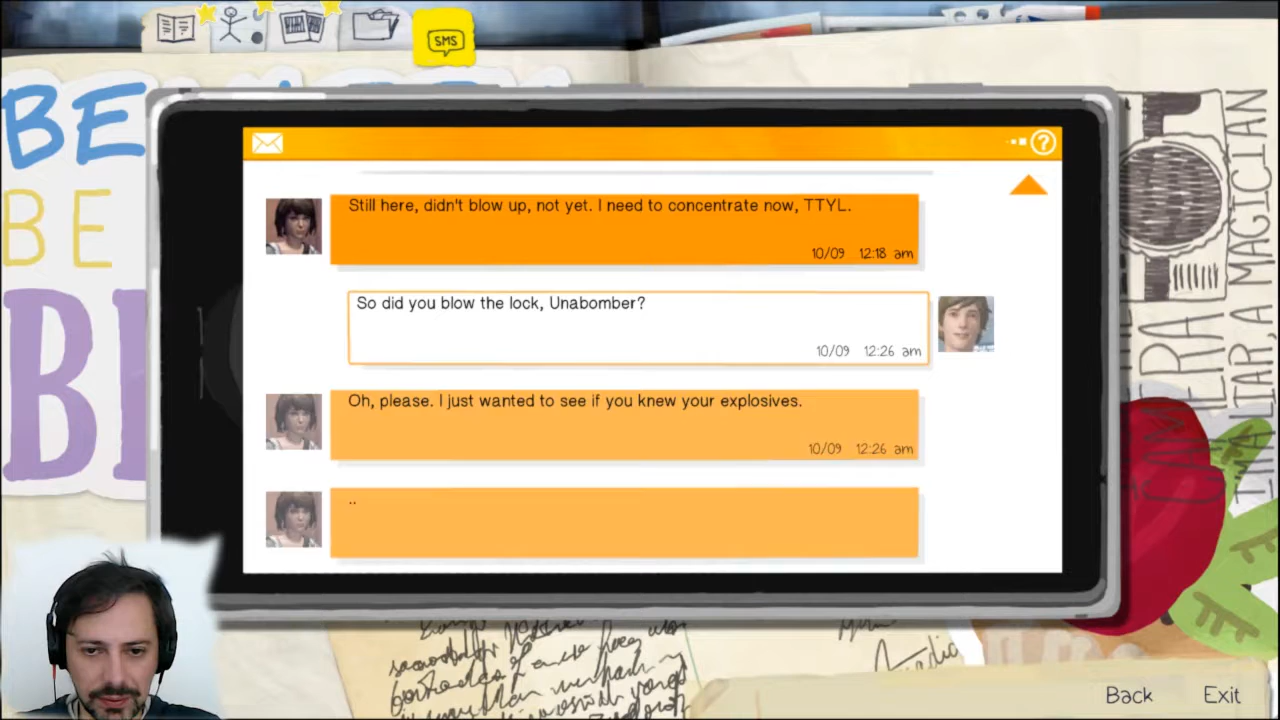 SMS
BE
BE
?
Still here, didn't blow up, not yet. I need to concentrate now, TTYL.
10/09 12:18 am
So did you blow the lock, Unabomber?
10/09 12:26 am
Oh, please. I just wanted to see if you knew your explosives.
10/09 12:26 am
..
CAMERA
I'M A LIAR, A MAGICIAN
Back
Exit